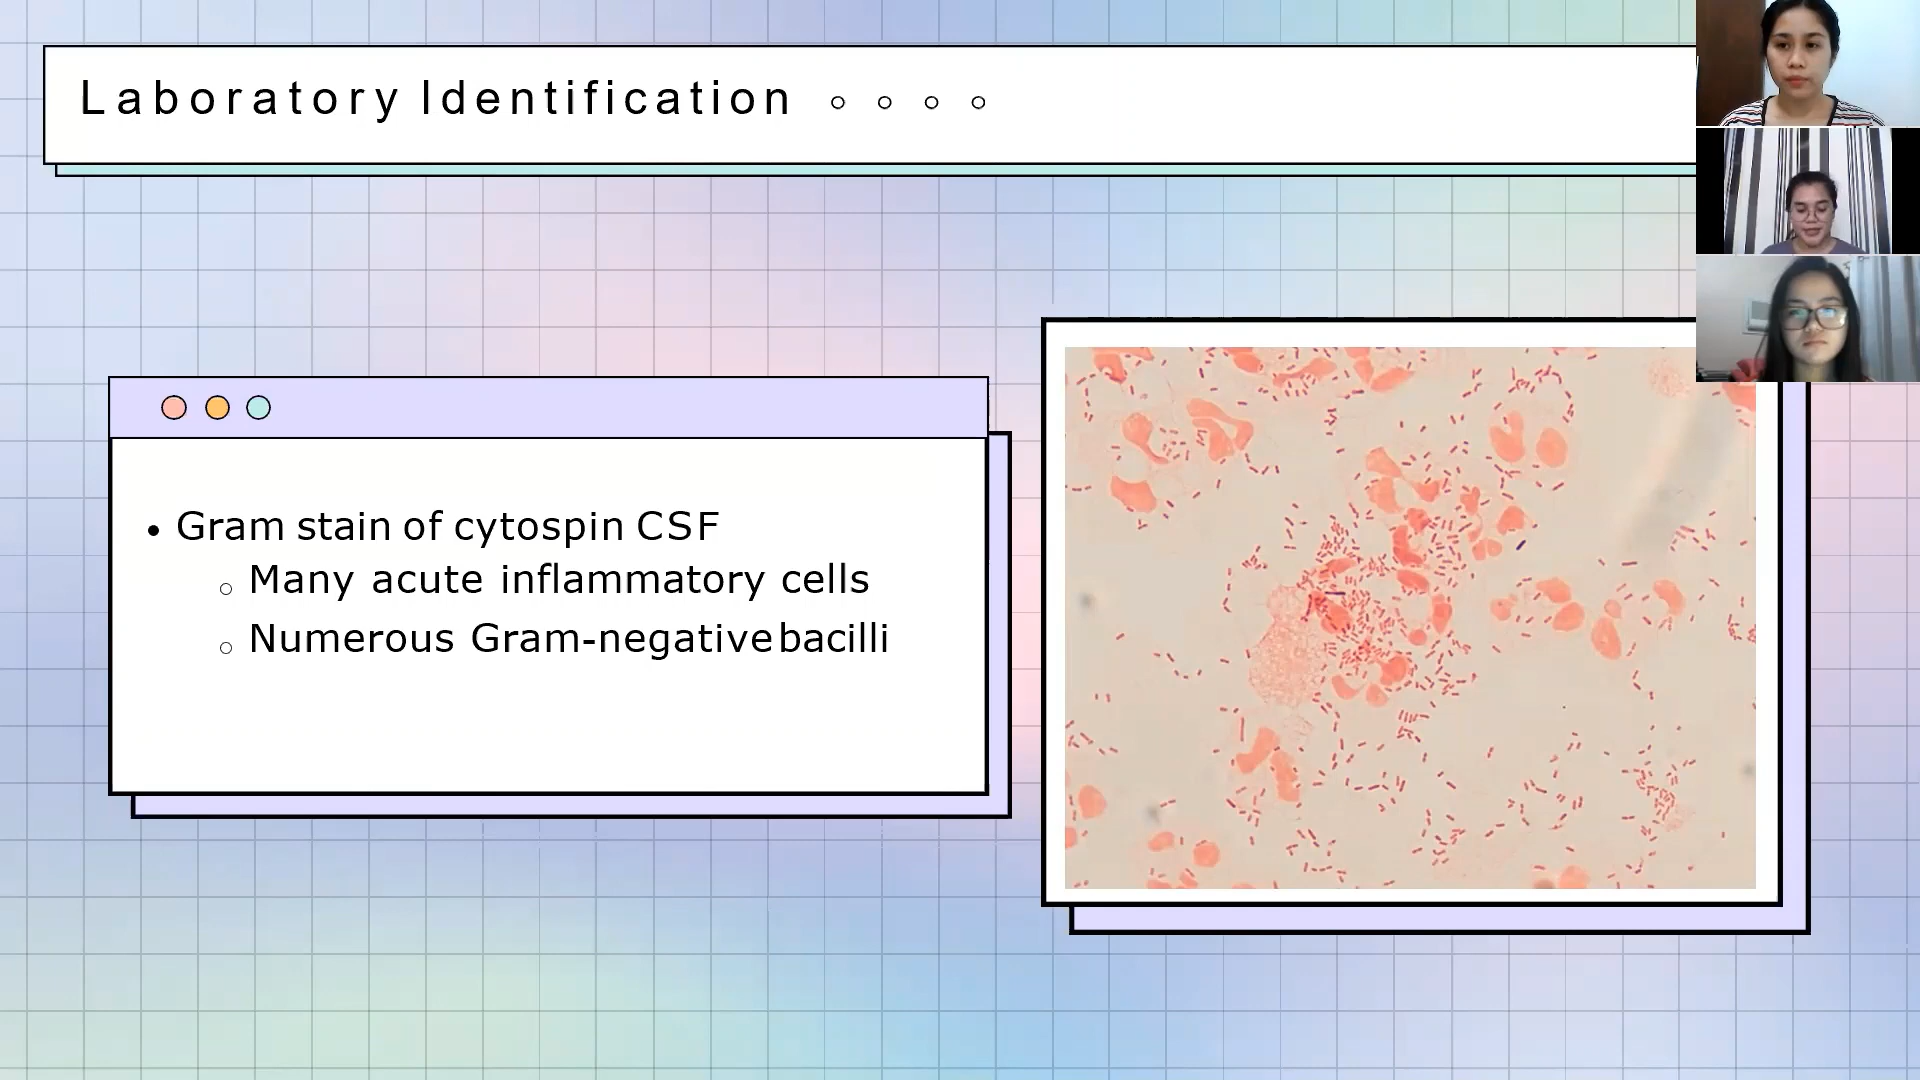 Laboratory Identification
Gram stain of cytospin CSF
Many acute inflammatory cells
Numerous Gram-negative bacilli